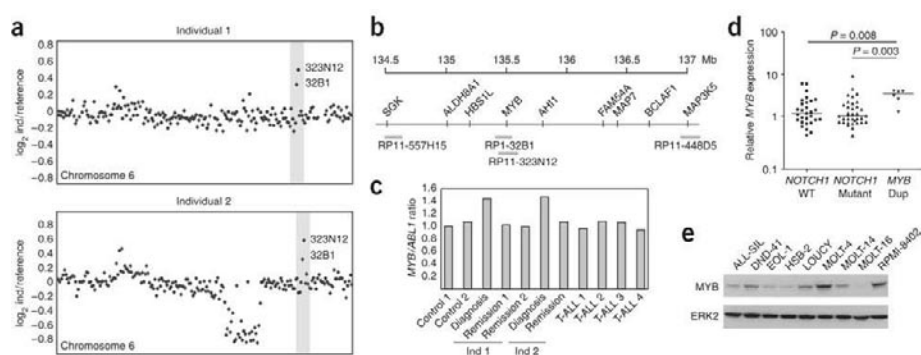 a
Individual 1
0.8
0.6
0.4
0.2
0
−0.2
−0.4
−0.6
−0.8
log2 ind/reference
323N12
32B1
Chromosome 6
Individual 2
0.8
0.6
0.4
0.2
0
−0.2
−0.4
−0.6
−0.8
log2 ind/reference
323N12
32B1
Chromosome 6
b
134.5 135 135.5 136 136.5 137 Mb
SGK ALDH8A1 HBS1L MYB AHI1 FAM54A MAP7 BCLAF1 MAP3K5
RP11-557H15 RP1-32B1 RP11-448D5
RP11-323N12
c
MYB/ABL1 ratio
1.6
1.4
1.2
1.0
0.8
0.6
0.4
0.2
0
Control 1 Control 2 Diagnosis Remission 1 Remission 2 Diagnosis Remission T-ALL 1 T-ALL 2 T-ALL 3 T-ALL 4
Ind 1 Ind 2
d
P = 0.008
P = 0.003
Relative MYB expression
100
10
1
0.1
NOTCH1 NOTCH1 MYB
WT Mutant Dup
e
ALL-SIL DND-41 EOL-1 HSB-2 LOUCY MOLT-4 MOLT-14 MOLT-16 RPMI-8402
MYB
ERK2